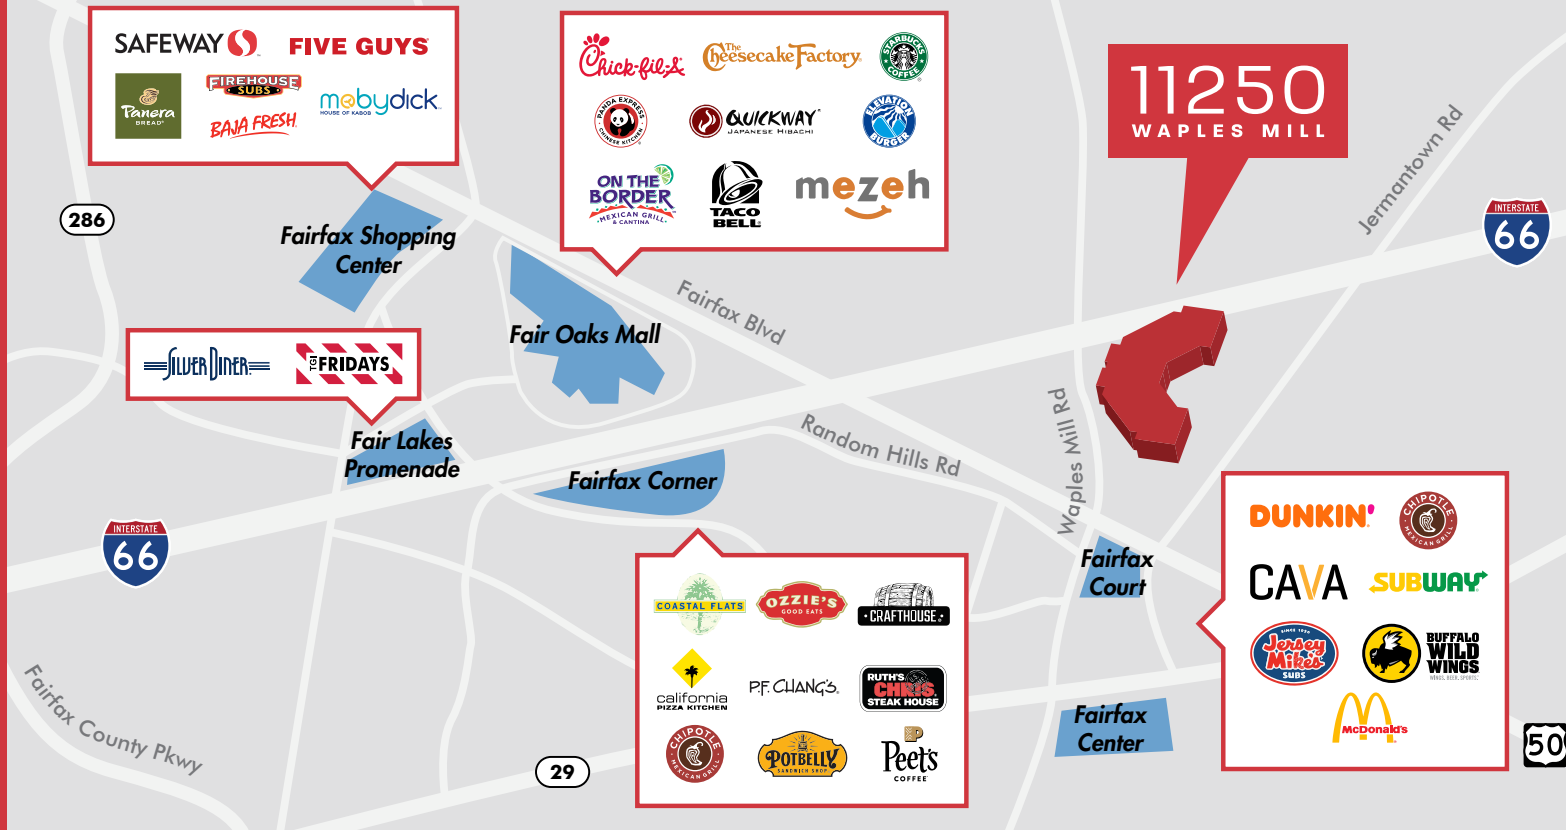 SAFEWAY
FIVE GUYS
Panera
BREAD
FIREHOUSE
SUBS
BAJA FRESH
mobydick
HOUSE OF KABOB
Chick-fil-A
The
Cheesecake Factory
STARBUCKS
COFFEE
PANDA EXPRESS
CHINESE KITCHEN
QUICKWAY
JAPANESE HIBACHI
ELEVATION
BURGER
ON THE
BORDER
MEXICAN GRILL
& CANTINA
TACO
BELL
mezeh
11250
WAPLES MILL
Jermantown Rd
INTERSTATE
66
286
Fairfax Shopping
Center
Fair Oaks Mall
Fairfax Blvd
SILVER DINER
TGI
FRIDAYS
Fair Lakes
Promenade
Fairfax Corner
Random Hills Rd
Waples Mill Rd
INTERSTATE
66
Fairfax
Court
DUNKIN'
CHIPOTLE
MEXICAN GRILL
CAVA
SUBWAY
SINCE 1956
Jersey
Mike's
SUBS
BUFFALO
WILD
WINGS
WINGS. BEER. SPORTS.
McDonald's
COASTAL FLATS
OZZIE'S
GOOD EATS
CRAFTHOUSE
california
PIZZA KITCHEN
P.F. CHANG'S
RUTH'S
CHRIS
STEAK HOUSE
CHIPOTLE
MEXICAN GRILL
POTBELLY
SANDWICH SHOP
Peet's
COFFEE
Fairfax
Center
Fairfax County Pkwy
29
50